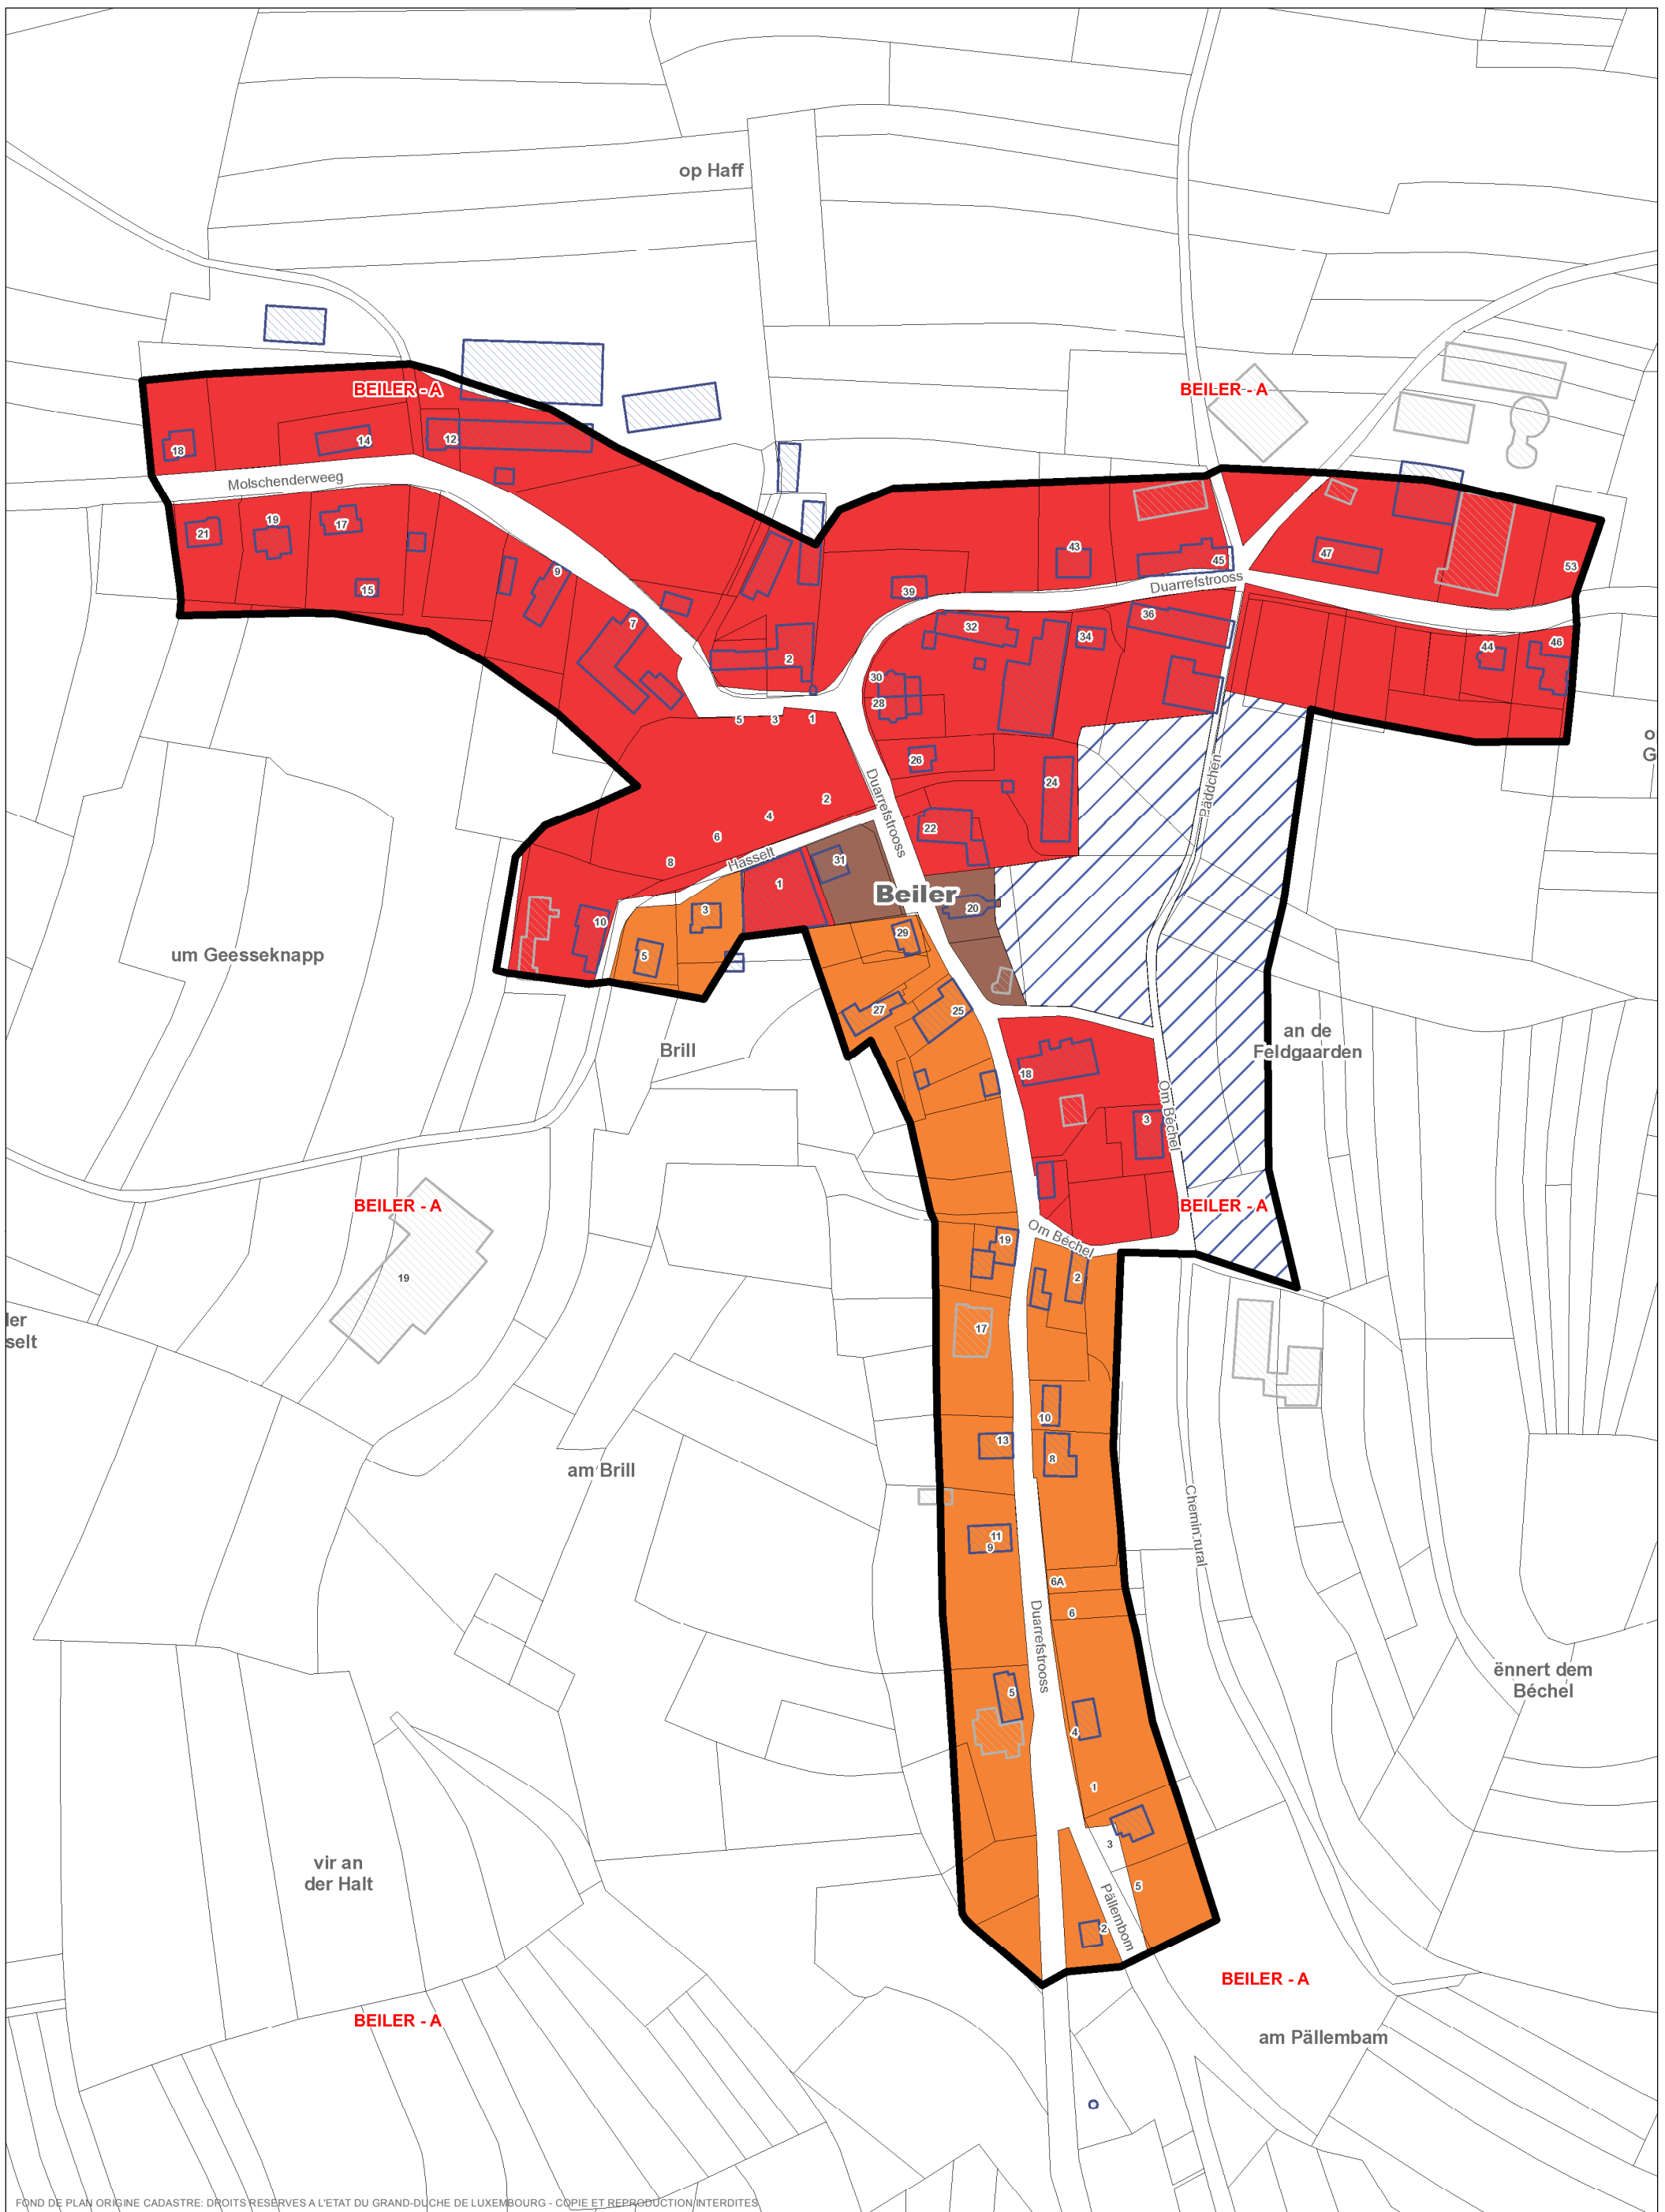 op Haff
BEILER - A
BEILER - A
18
14
12
Molschenderweeg
21
19
17
15
9
7
2
5
3
1
39
43
45
47
53
Duarrefstrooss
32
34
36
44
46
30
28
26
24
22
Duarrefstrooss
Päddchen
o
G
2
4
6
8
Hasselt
1
31
Beiler
20
10
3
5
29
27
25
um Geesseknapp
Brill
an de
Feldgaarden
18
3
Om Béchel
BEILER - A
BEILER - A
19
19
Om Béchel
2
17
ler
selt
10
13
8
am Brill
11
9
Chemin rural
6A
6
Duarrefstrooss
ënnert dem
Béchel
5
4
1
3
5
Pällembom
2
vir an
der Halt
BEILER - A
BEILER - A
am Pällembam
FOND DE PLAN ORIGINE CADASTRE: DROITS RESERVES A L'ETAT DU GRAND-DUCHE DE LUXEMBOURG - COPIE ET REPRODUCTION INTERDITES